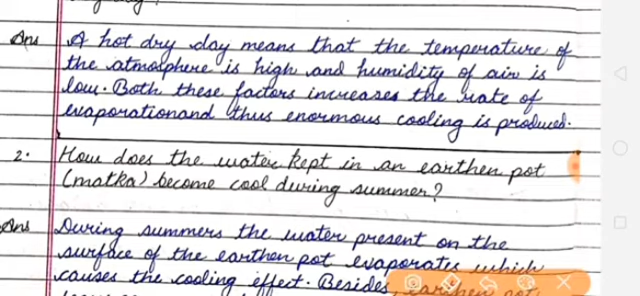 Ans A hot dry day means that the temperature of
the atmosphere is high and humidity of air is
low. Both these factors increases the rate of
evaporationand thus enormous cooling is produced.
2. How does the water kept in an earthen pot
(matka) become cool during summer?
Ans During summers the water present on the
surface of the earthen pot evaporates which
causes the cooling effect. Besides, earthen pot